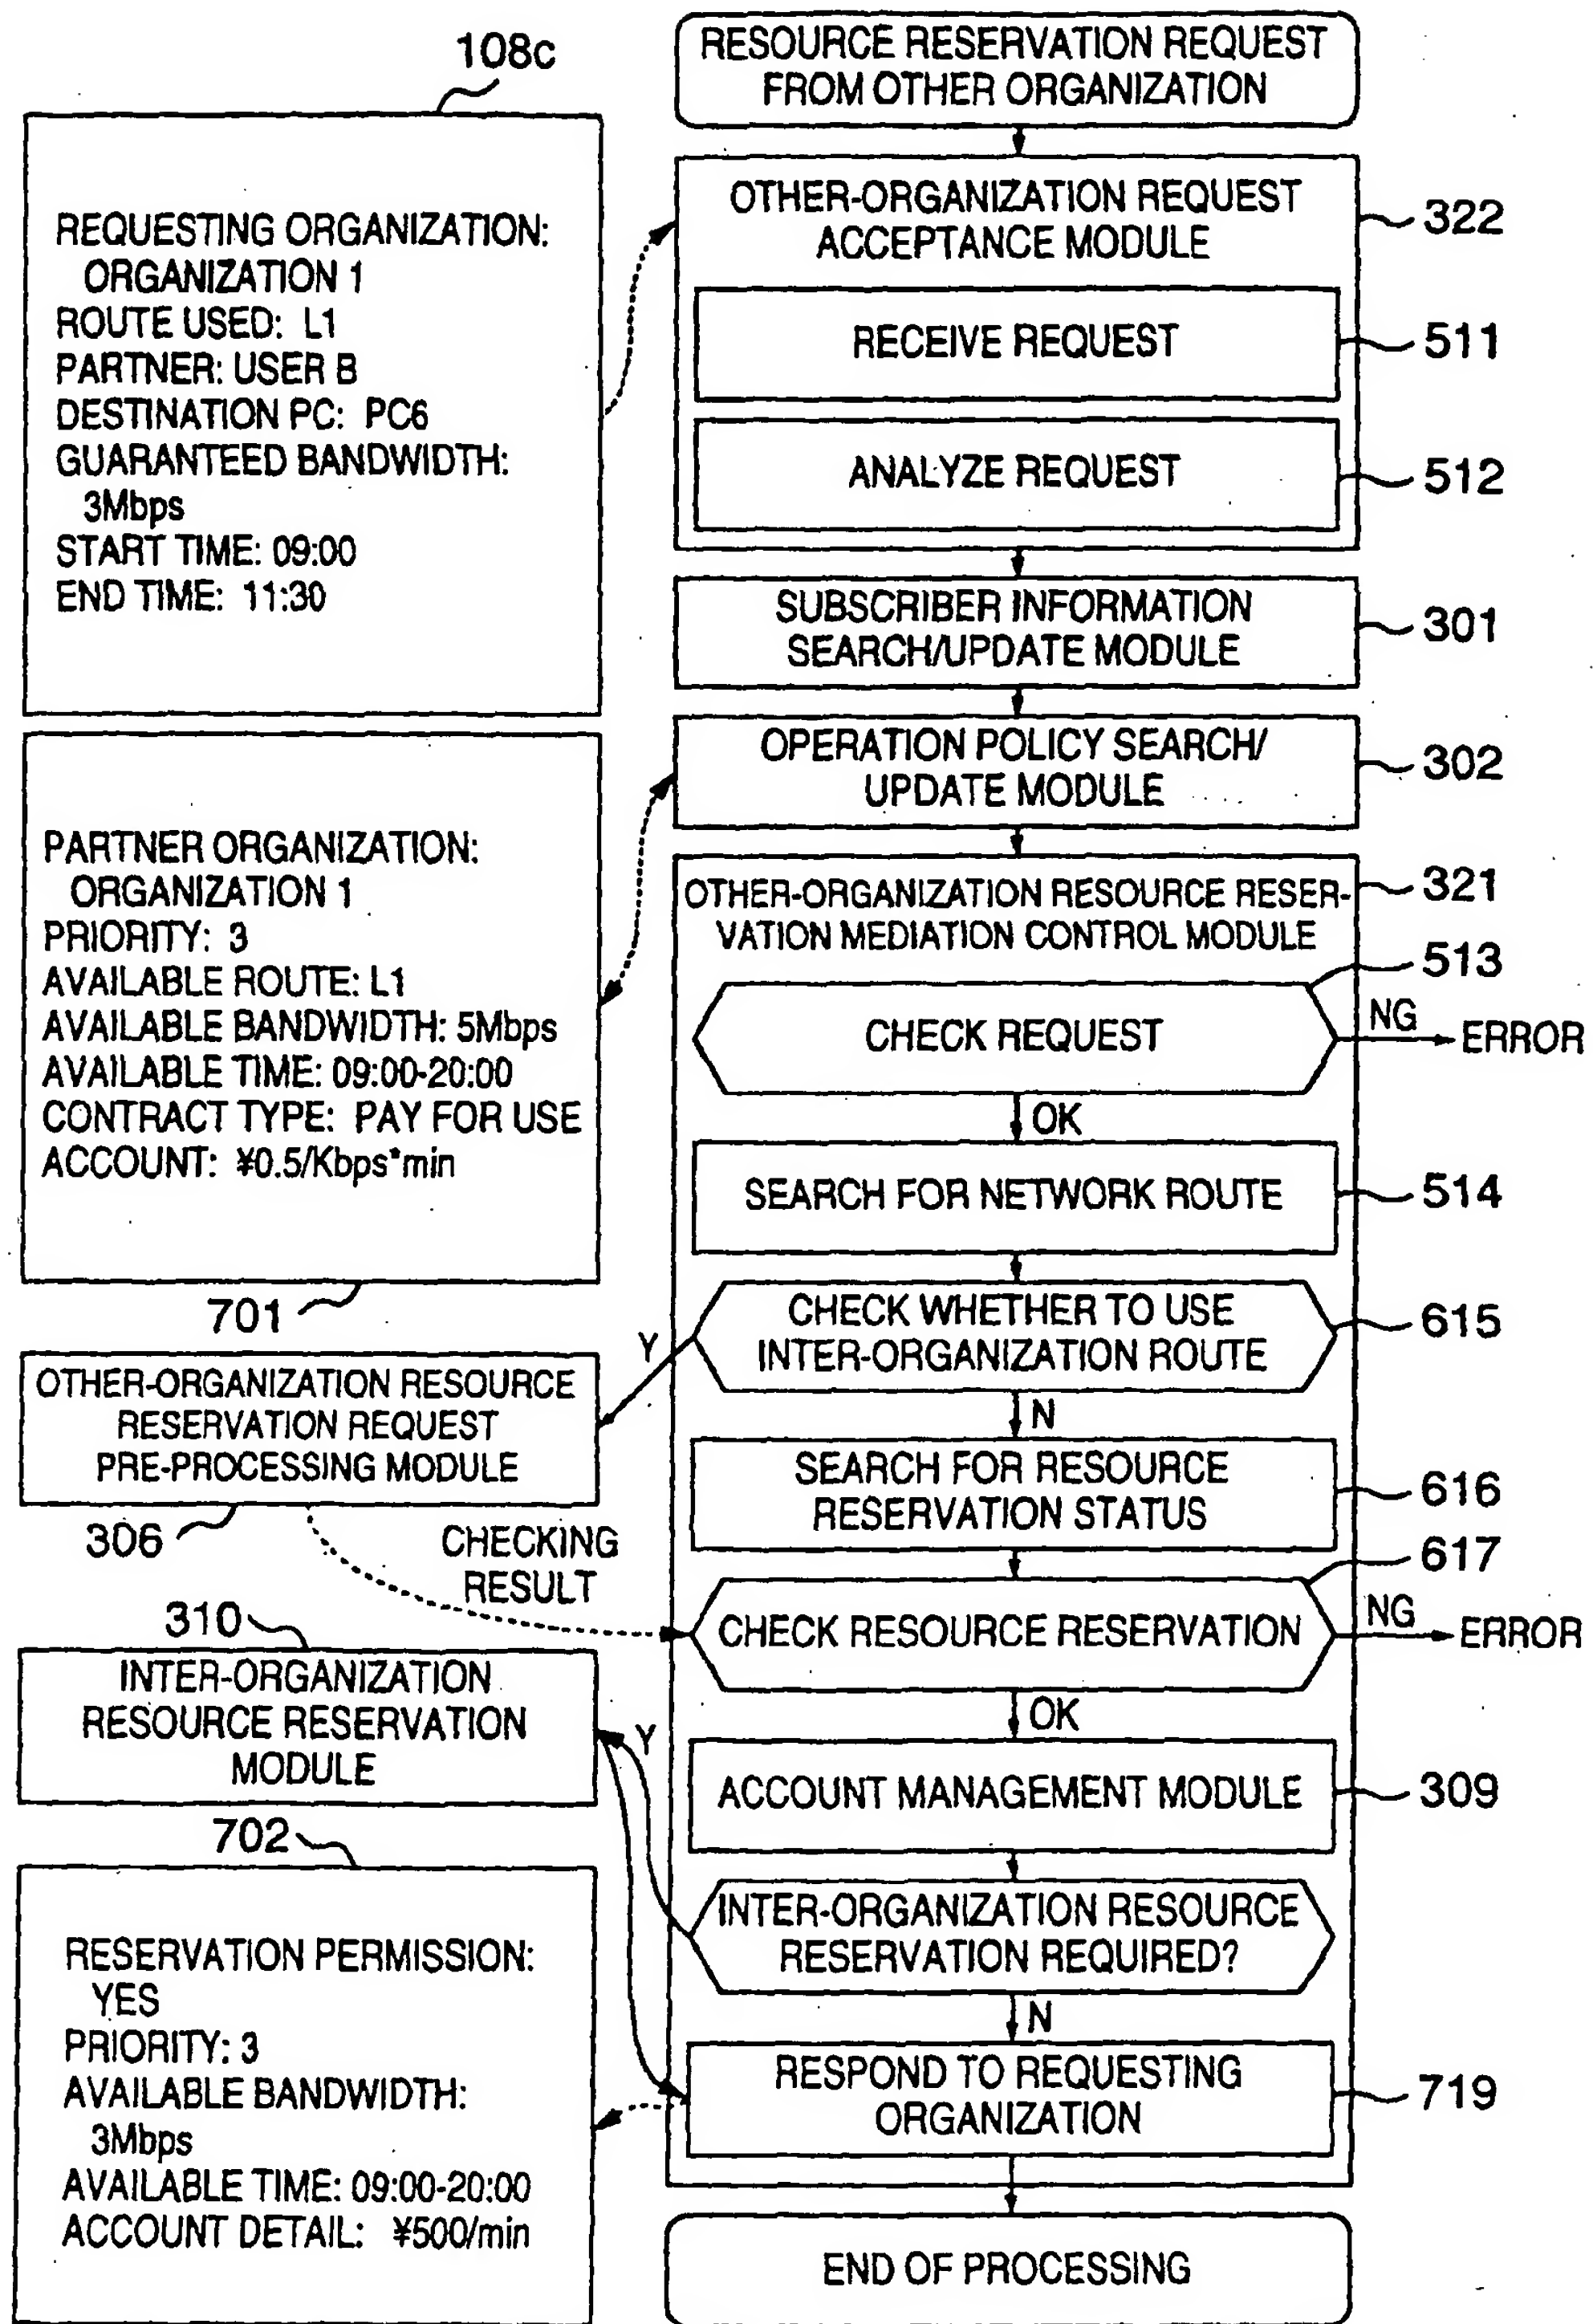 108c
REQUESTING ORGANIZATION:
ORGANIZATION 1
ROUTE USED: L1
PARTNER: USER B
DESTINATION PC: PC6
GUARANTEED BANDWIDTH:
3Mbps
START TIME: 09:00
END TIME: 11:30
PARTNER ORGANIZATION:
ORGANIZATION 1
PRIORITY: 3
AVAILABLE ROUTE: L1
AVAILABLE BANDWIDTH: 5Mbps
AVAILABLE TIME: 09:00-20:00
CONTRACT TYPE: PAY FOR USE
ACCOUNT: ¥0.5/Kbps*min
701
OTHER-ORGANIZATION RESOURCE
RESERVATION REQUEST
PRE-PROCESSING MODULE
306
CHECKING
RESULT
310
INTER-ORGANIZATION
RESOURCE RESERVATION
MODULE
702
RESERVATION PERMISSION:
YES
PRIORITY: 3
AVAILABLE BANDWIDTH:
3Mbps
AVAILABLE TIME: 09:00-20:00
ACCOUNT DETAIL: ¥500/min
RESOURCE RESERVATION REQUEST
FROM OTHER ORGANIZATION
OTHER-ORGANIZATION REQUEST
ACCEPTANCE MODULE
322
RECEIVE REQUEST
511
ANALYZE REQUEST
512
SUBSCRIBER INFORMATION
SEARCH/UPDATE MODULE
301
OPERATION POLICY SEARCH/
UPDATE MODULE
302
OTHER-ORGANIZATION RESOURCE RESER-
VATION MEDIATION CONTROL MODULE
321
513
CHECK REQUEST
NG
ERROR
OK
SEARCH FOR NETWORK ROUTE
514
CHECK WHETHER TO USE
INTER-ORGANIZATION ROUTE
615
Y
N
SEARCH FOR RESOURCE
RESERVATION STATUS
616
617
CHECK RESOURCE RESERVATION
NG
ERROR
OK
ACCOUNT MANAGEMENT MODULE
309
Y
INTER-ORGANIZATION RESOURCE
RESERVATION REQUIRED?
N
RESPOND TO REQUESTING
ORGANIZATION
719
END OF PROCESSING